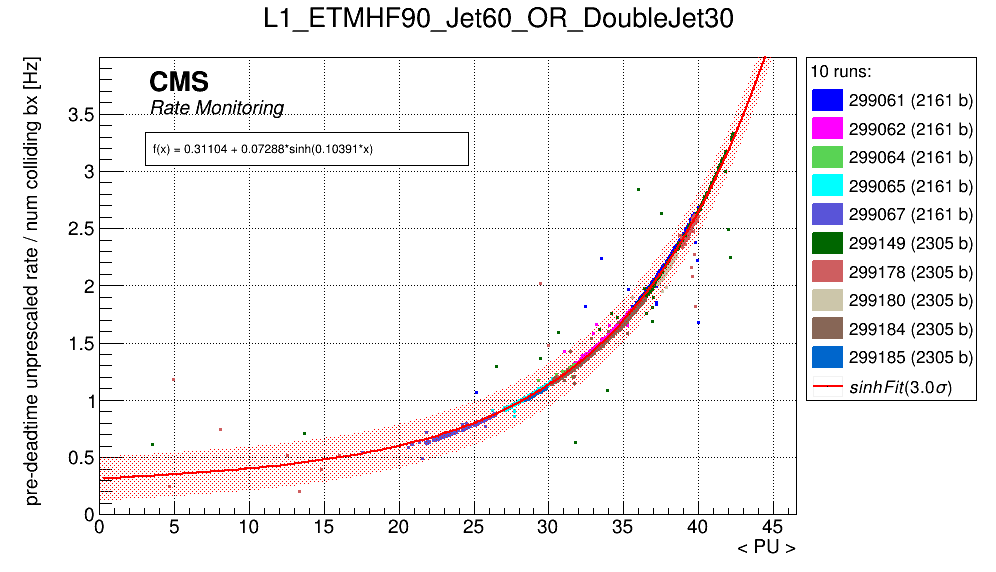 L1_ETMHF90_Jet60_OR_DoubleJet30
pre-deadtime unprescaled rate / num colliding bx [Hz]
CMS
Rate Monitoring
f(x) = 0.31104 + 0.07288*sinh(0.10391*x)
3.5
3
2.5
2
1.5
1
0.5
0
0 5 10 15 20 25 30 35 40 45
< PU >
10 runs:
299061 (2161 b)
299062 (2161 b)
299064 (2161 b)
299065 (2161 b)
299067 (2161 b)
299149 (2305 b)
299178 (2305 b)
299180 (2305 b)
299184 (2305 b)
299185 (2305 b)
sinhFit(3.0σ)